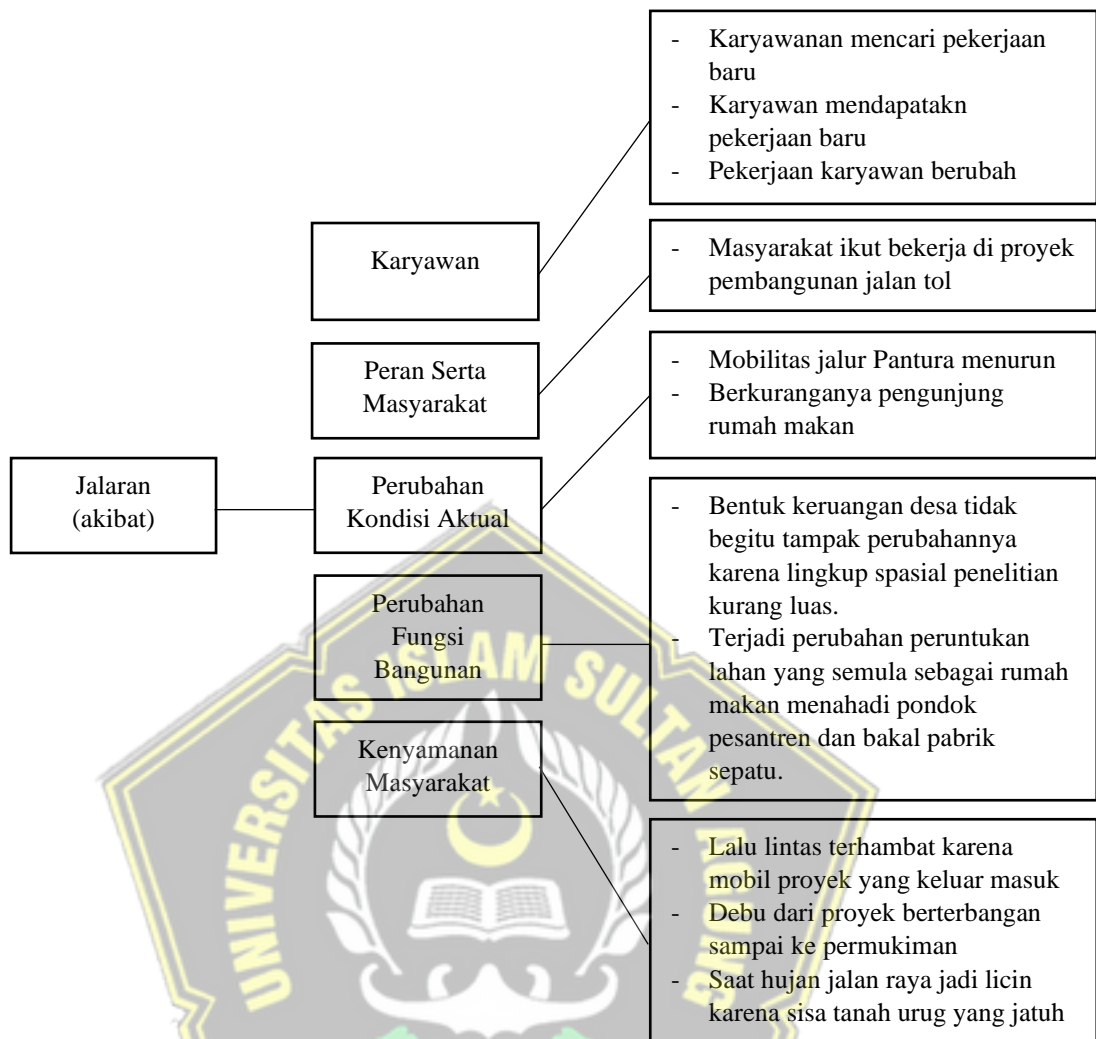 - Karyawanan mencari pekerjaan
baru
- Karyawan mendapatakn
pekerjaan baru
- Pekerjaan karyawan berubah
Karyawan
- Masyarakat ikut bekerja di proyek
pembangunan jalan tol
Peran Serta
Masyarakat
- Mobilitas jalur Pantura menurun
- Berkuranganya pengunjung
rumah makan
Jalaran
(akibat)
Perubahan
Kondisi Aktual
- Bentuk keruangan desa tidak
begitu tampak perubahannya
karena lingkup spasial penelitian
kurang luas.
- Terjadi perubahan peruntukan
lahan yang semula sebagai rumah
makan menahadi pondok
pesantren dan bakal pabrik
sepatu.
Perubahan
Fungsi
Bangunan
Kenyamanan
Masyarakat
- Lalu lintas terhambat karena
mobil proyek yang keluar masuk
- Debu dari proyek berterbangan
sampai ke permukiman
- Saat hujan jalan raya jadi licin
karena sisa tanah urug yang jatuh
UNIVERSITAS ISLAM SULTAN AGUNG